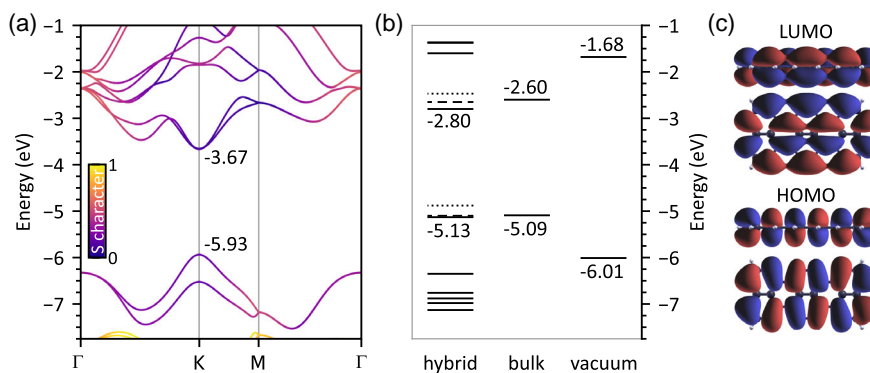 (a)
Energy (eV)
-1
-2
-3
-4
-5
-6
-7
-3.67
-5.93
1
S character
0
Γ K M Γ
(b)
-1.68
-2.60
-2.80
-5.13
-5.09
-6.01
hybrid bulk vacuum
-1
-2
-3
-4
-5
-6
-7
Energy (eV)
(c)
LUMO
HOMO